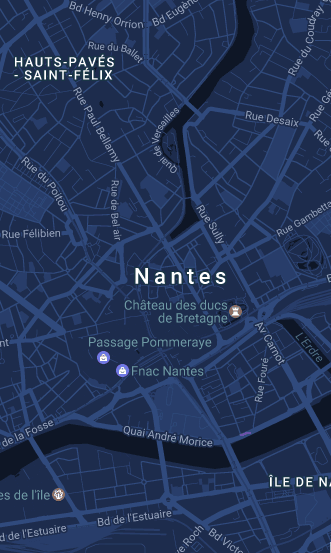 Bd Henry Orrion
Bd Eugène
HAUTS-PAVÉS
- SAINT-FÉLIX
Rue du Ballet
Rue du Coudray
Rue Paul Bellamy
Quai de Versailles
Rue Desaix
Rue du Poitou
Rue de Bel air
Rue Sully
Rue Félibien
Rue Gambetta
Nantes
Château des ducs
de Bretagne
Passage Pommeraye
Av. Carnot
L'Erdre
Fnac Nantes
Rue Fouré
de la Fosse
Quai André Morice
ÎLE DE NA
es de l'île
Bd de l'Estuaire
Bd de l'Estuaire
Bd Victor